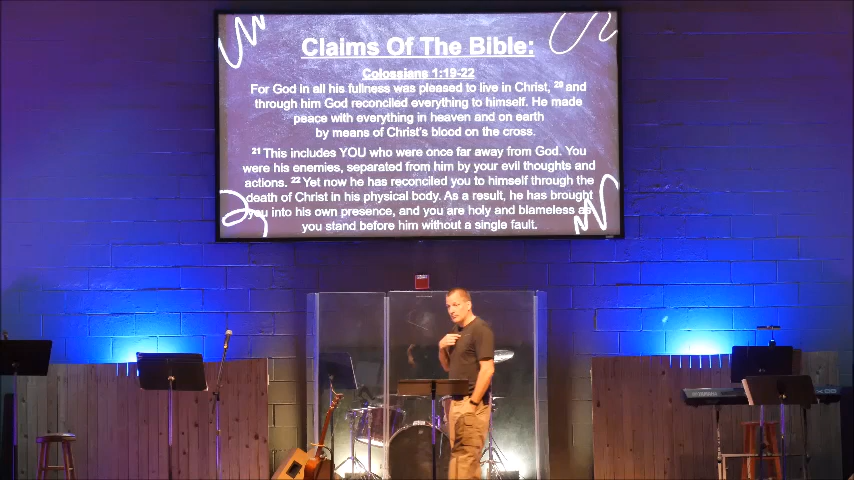 Claims Of The Bible:
Colossians 1:19-22
For God in all his fullness was pleased to live in Christ, 20 and
through him God reconciled everything to himself. He made
peace with everything in heaven and on earth
by means of Christ's blood on the cross.
21 This includes YOU who were once far away from God. You
were his enemies, separated from him by your evil thoughts and
actions. 22 Yet now he has reconciled you to himself through the
death of Christ in his physical body. As a result, he has brought
you into his own presence, and you are holy and blameless as
you stand before him without a single fault.
YAMAHA